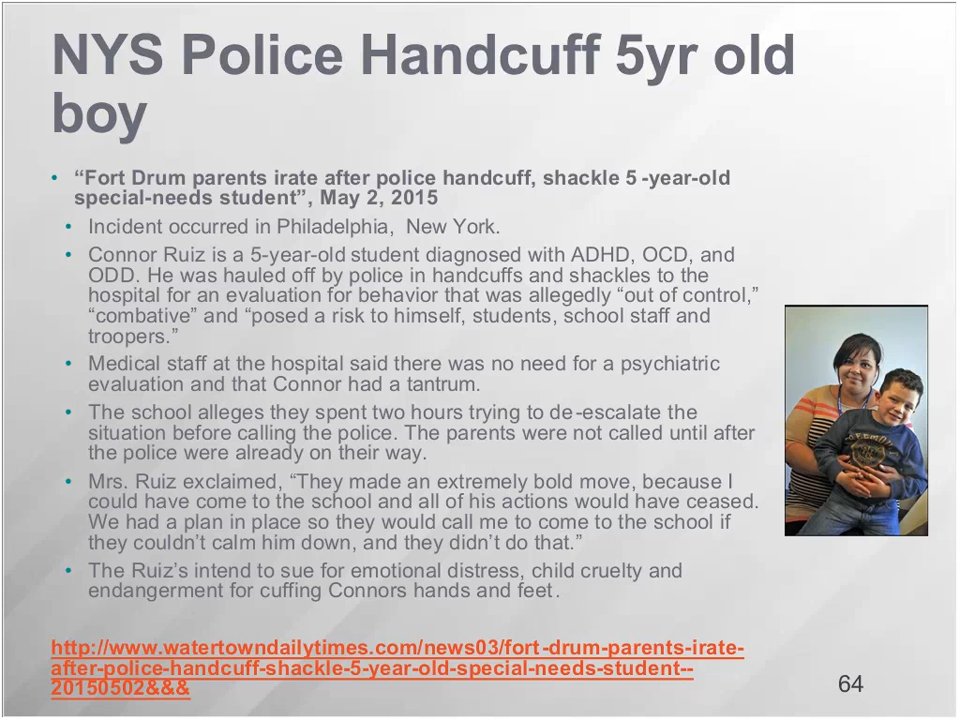 NYS Police Handcuff 5yr old
boy
• “Fort Drum parents irate after police handcuff, shackle 5 -year-old
special-needs student”, May 2, 2015
• Incident occurred in Philadelphia,  New York.
• Connor Ruiz is a 5-year-old student diagnosed with ADHD, OCD, and
ODD. He was hauled off by police in handcuffs and shackles to the
hospital for an evaluation for behavior that was allegedly “out of control,”
“combative” and “posed a risk to himself, students, school staff and
troopers.”
• Medical staff at the hospital said there was no need for a psychiatric
evaluation and that Connor had a tantrum.
• The school alleges they spent two hours trying to de-escalate the
situation before calling the police. The parents were not called until after
the police were already on their way.
• Mrs. Ruiz exclaimed, “They made an extremely bold move, because I
could have come to the school and all of his actions would have ceased.
We had a plan in place so they would call me to come to the school if
they couldn’t calm him down, and they didn’t do that.”
• The Ruiz’s intend to sue for emotional distress, child cruelty and
endangerment for cuffing Connors hands and feet.
http://www.watertowndailytimes.com/news03/fort-drum-parents-irate-
after-police-handcuff-shackle-5-year-old-special-needs-student--
20150502&&&
64